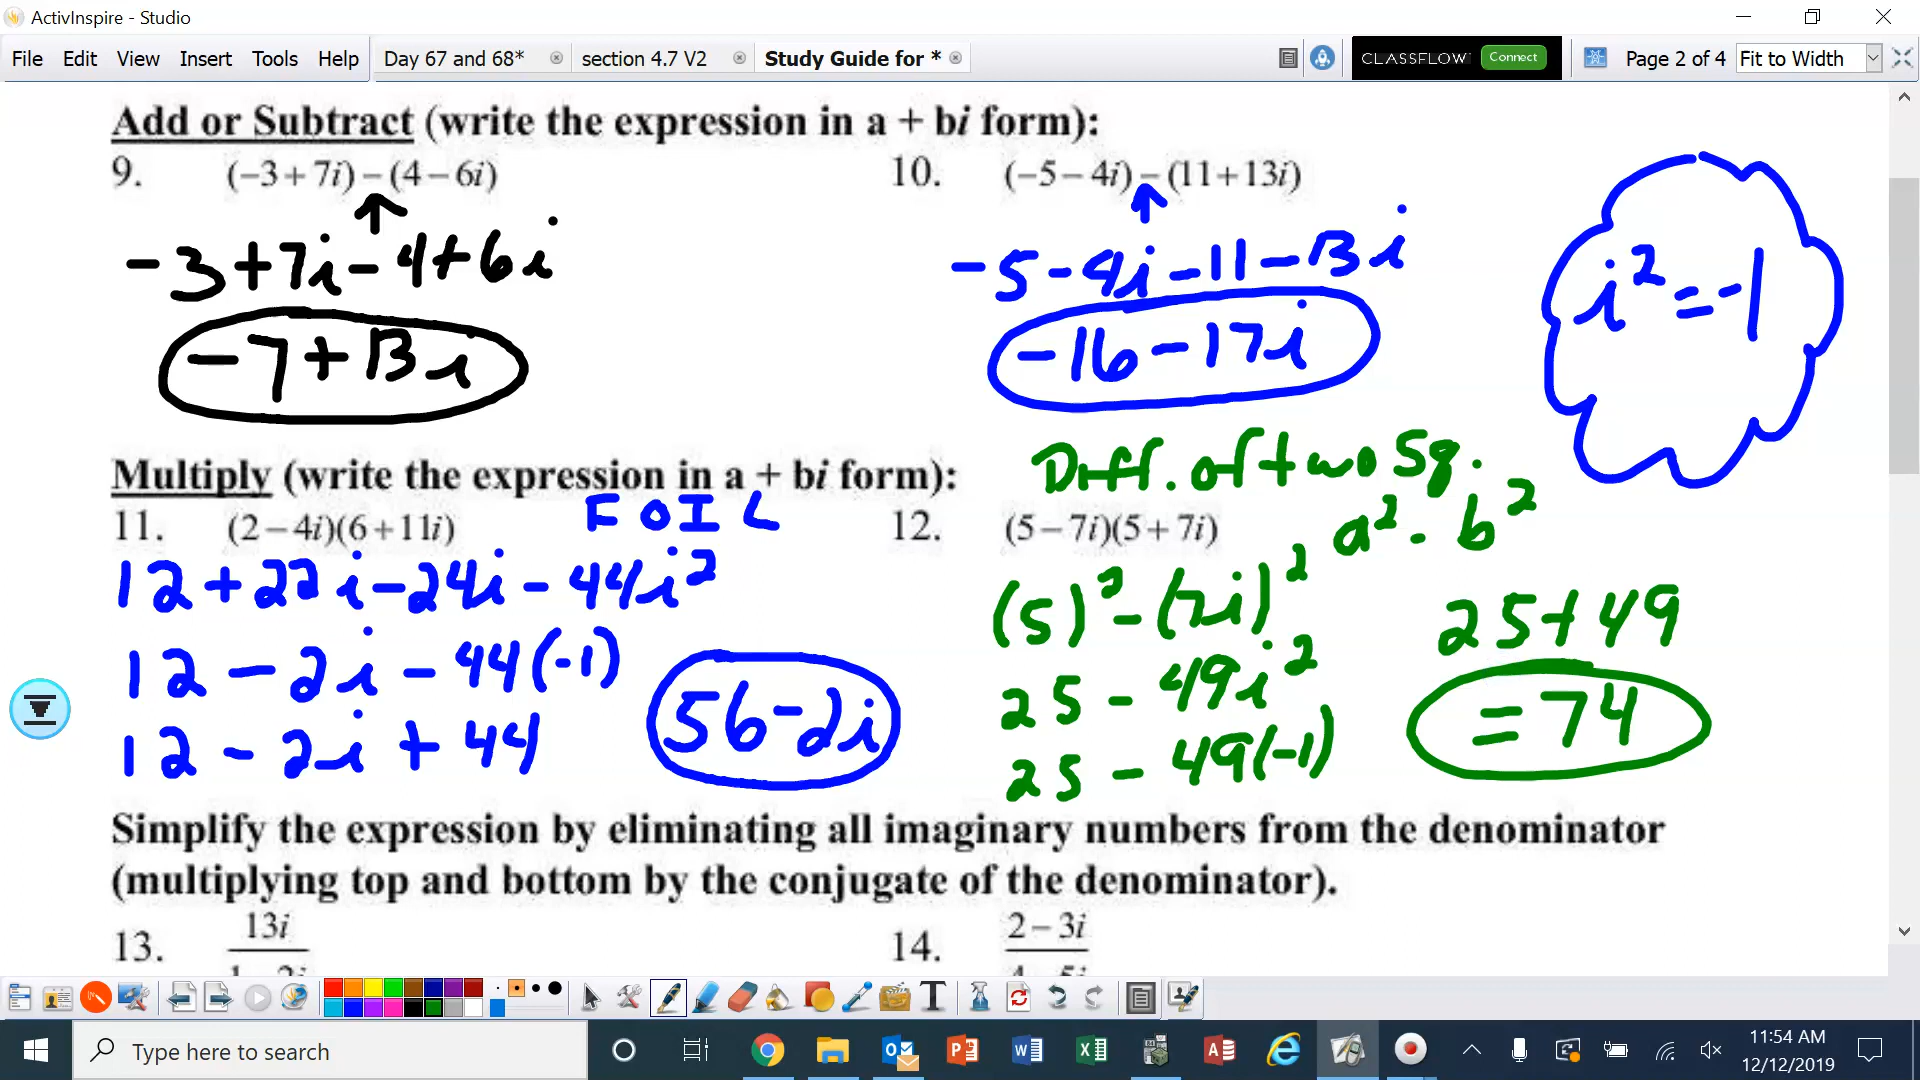 ActivInspire - Studio
File Edit View Insert Tools Help Day 67 and 68* section 4.7 V2 Study Guide for * CLASSFLOW Connect Page 2 of 4 Fit to Width
Add or Subtract (write the expression in a + bi form):
9. (−3+7i)−(4−6i) 10. (−5−4i)−(11+13i)
-3+7i-4+6i -5-4i-11-13i i²=-1
-7+13i -16-17i
Diff. of two Sq.
Multiply (write the expression in a + bi form):
FOIL a²-b²
11. (2−4i)(6+11i) 12. (5−7i)(5+7i)
12+22i-24i-44i² (5)²-(7i)² 25+49
12-2i-44(-1) 56-2i 25-49i² =74
12-2i+44 25-49(-1)
Simplify the expression by eliminating all imaginary numbers from the denominator
(multiplying top and bottom by the conjugate of the denominator).
13. 13i 14. 2−3i
Type here to search 11:54 AM
12/12/2019